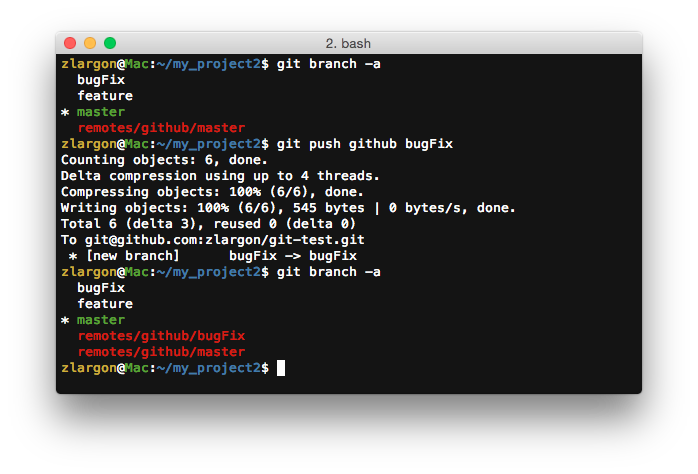 2. bash
zlargon@Mac:~/my_project2$ git branch -a
  bugFix
  feature
* master
  remotes/github/master
zlargon@Mac:~/my_project2$ git push github bugFix
Counting objects: 6, done.
Delta compression using up to 4 threads.
Compressing objects: 100% (6/6), done.
Writing objects: 100% (6/6), 545 bytes | 0 bytes/s, done.
Total 6 (delta 3), reused 0 (delta 0)
To git@github.com:zlargon/git-test.git
 * [new branch]      bugFix -> bugFix
zlargon@Mac:~/my_project2$ git branch -a
  bugFix
  feature
* master
  remotes/github/bugFix
  remotes/github/master
zlargon@Mac:~/my_project2$